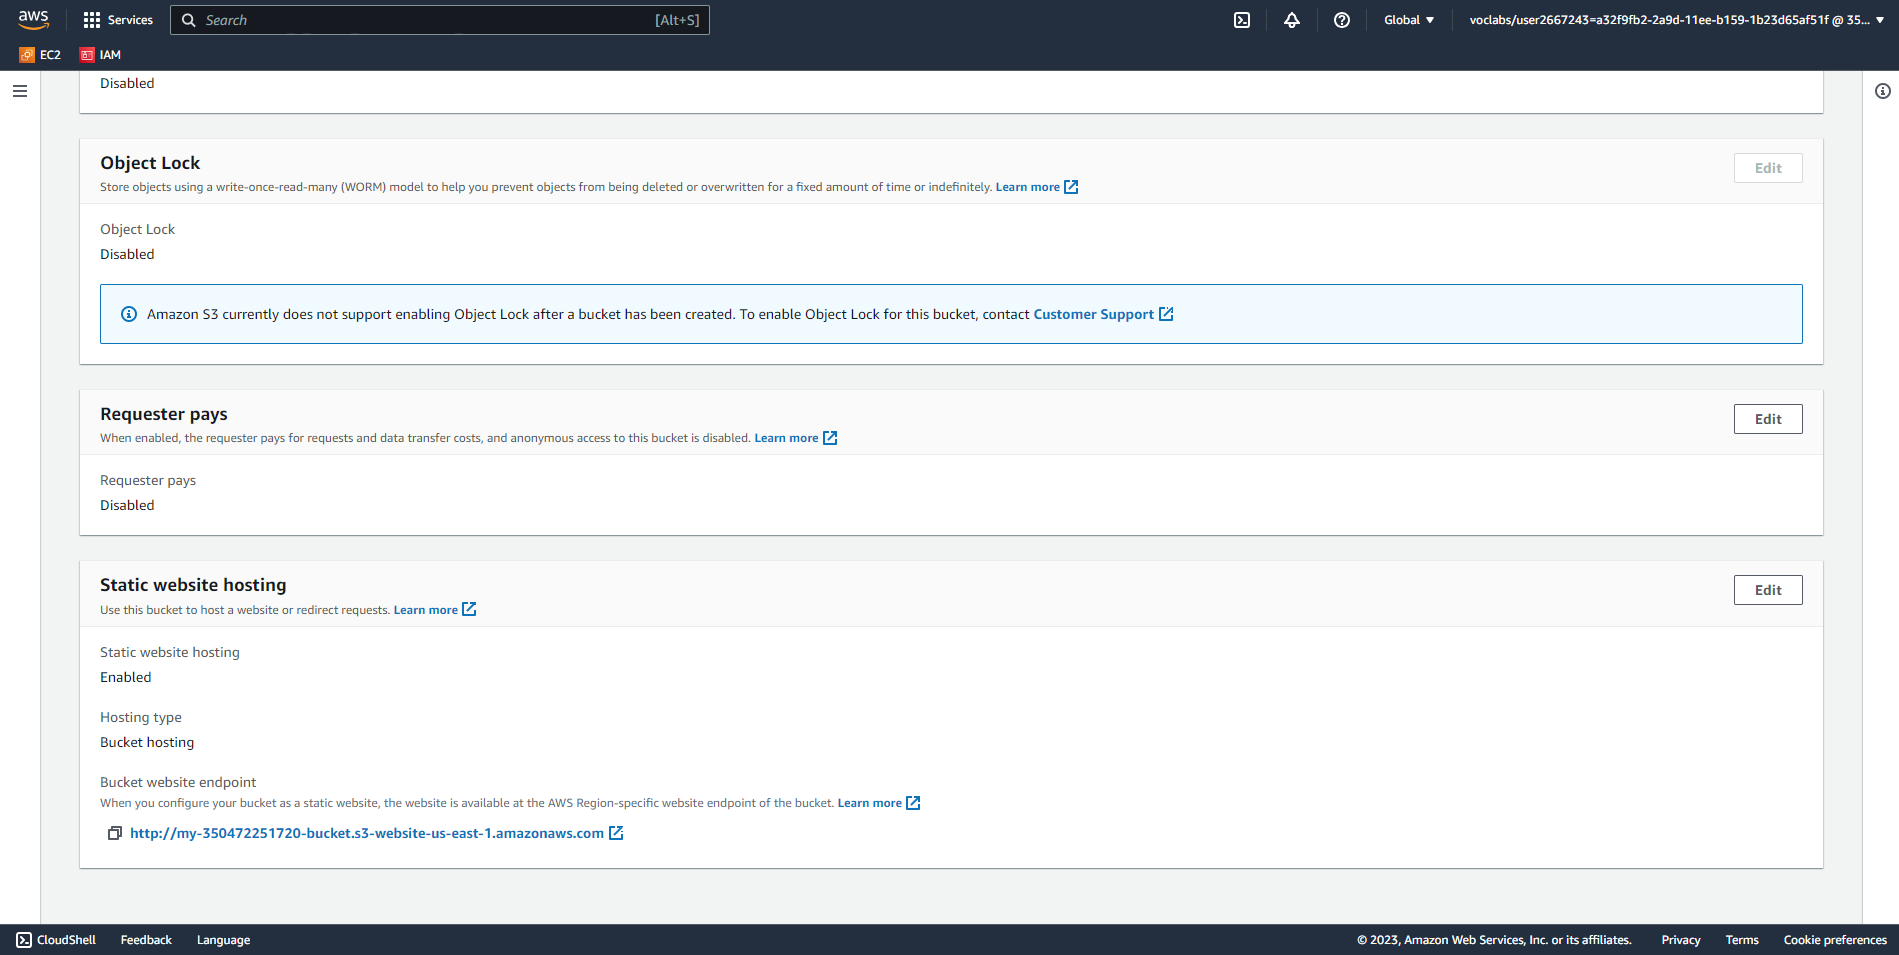 aws
Services
Search
[Alt+S]
Global
voclabs/user2667243=a32f9fb2-2a9d-11ee-b159-1b23d65af51f @ 35...
EC2
IAM
Disabled
Object Lock
Edit
Store objects using a write-once-read-many (WORM) model to help you prevent objects from being deleted or overwritten for a fixed amount of time or indefinitely. Learn more
Object Lock
Disabled
Amazon S3 currently does not support enabling Object Lock after a bucket has been created. To enable Object Lock for this bucket, contact Customer Support
Requester pays
Edit
When enabled, the requester pays for requests and data transfer costs, and anonymous access to this bucket is disabled. Learn more
Requester pays
Disabled
Static website hosting
Edit
Use this bucket to host a website or redirect requests. Learn more
Static website hosting
Enabled
Hosting type
Bucket hosting
Bucket website endpoint
When you configure your bucket as a static website, the website is available at the AWS Region-specific website endpoint of the bucket. Learn more
http://my-350472251720-bucket.s3-website-us-east-1.amazonaws.com
CloudShell
Feedback
Language
© 2023, Amazon Web Services, Inc. or its affiliates.
Privacy
Terms
Cookie preferences